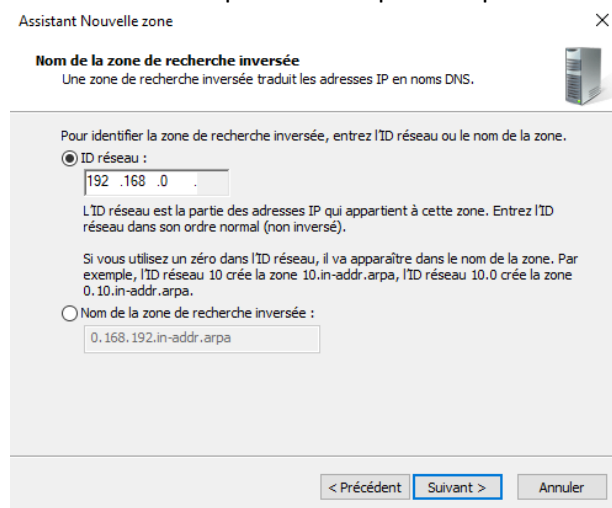 Assistant Nouvelle zone
Nom de la zone de recherche inversée
Une zone de recherche inversée traduit les adresses IP en noms DNS.
Pour identifier la zone de recherche inversée, entrez l'ID réseau ou le nom de la zone.
ID réseau :
192 .168 .0 .
L'ID réseau est la partie des adresses IP qui appartient à cette zone. Entrez l'ID
réseau dans son ordre normal (non inversé).
Si vous utilisez un zéro dans l'ID réseau, il va apparaître dans le nom de la zone. Par
exemple, l'ID réseau 10 crée la zone 10.in-addr.arpa, l'ID réseau 10.0 crée la zone
0.10.in-addr.arpa.
Nom de la zone de recherche inversée :
0.168.192.in-addr.arpa
< Précédent Suivant > Annuler